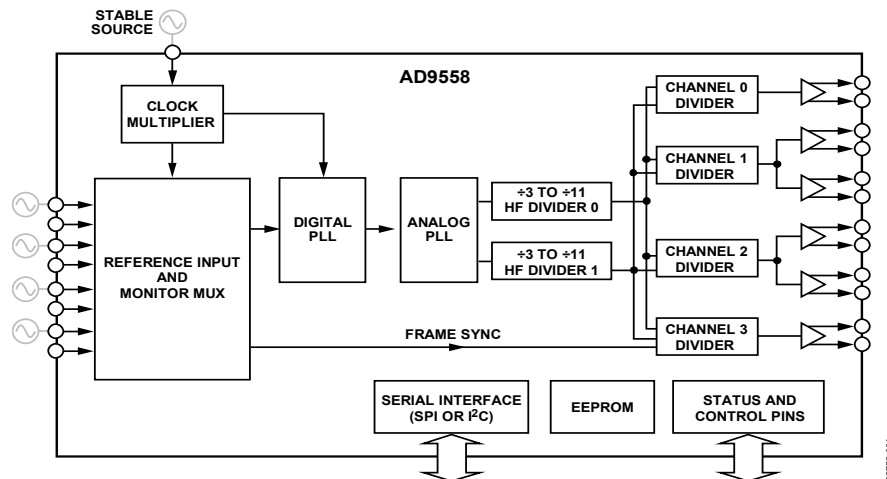 STABLE
SOURCE
AD9558
CLOCK
MULTIPLIER
CHANNEL 0
DIVIDER
CHANNEL 1
DIVIDER
÷3 TO ÷11
HF DIVIDER 0
DIGITAL
PLL
ANALOG
PLL
REFERENCE INPUT
AND
MONITOR MUX
÷3 TO ÷11
HF DIVIDER 1
CHANNEL 2
DIVIDER
FRAME SYNC
CHANNEL 3
DIVIDER
SERIAL INTERFACE
(SPI OR I²C)
EEPROM
STATUS AND
CONTROL PINS